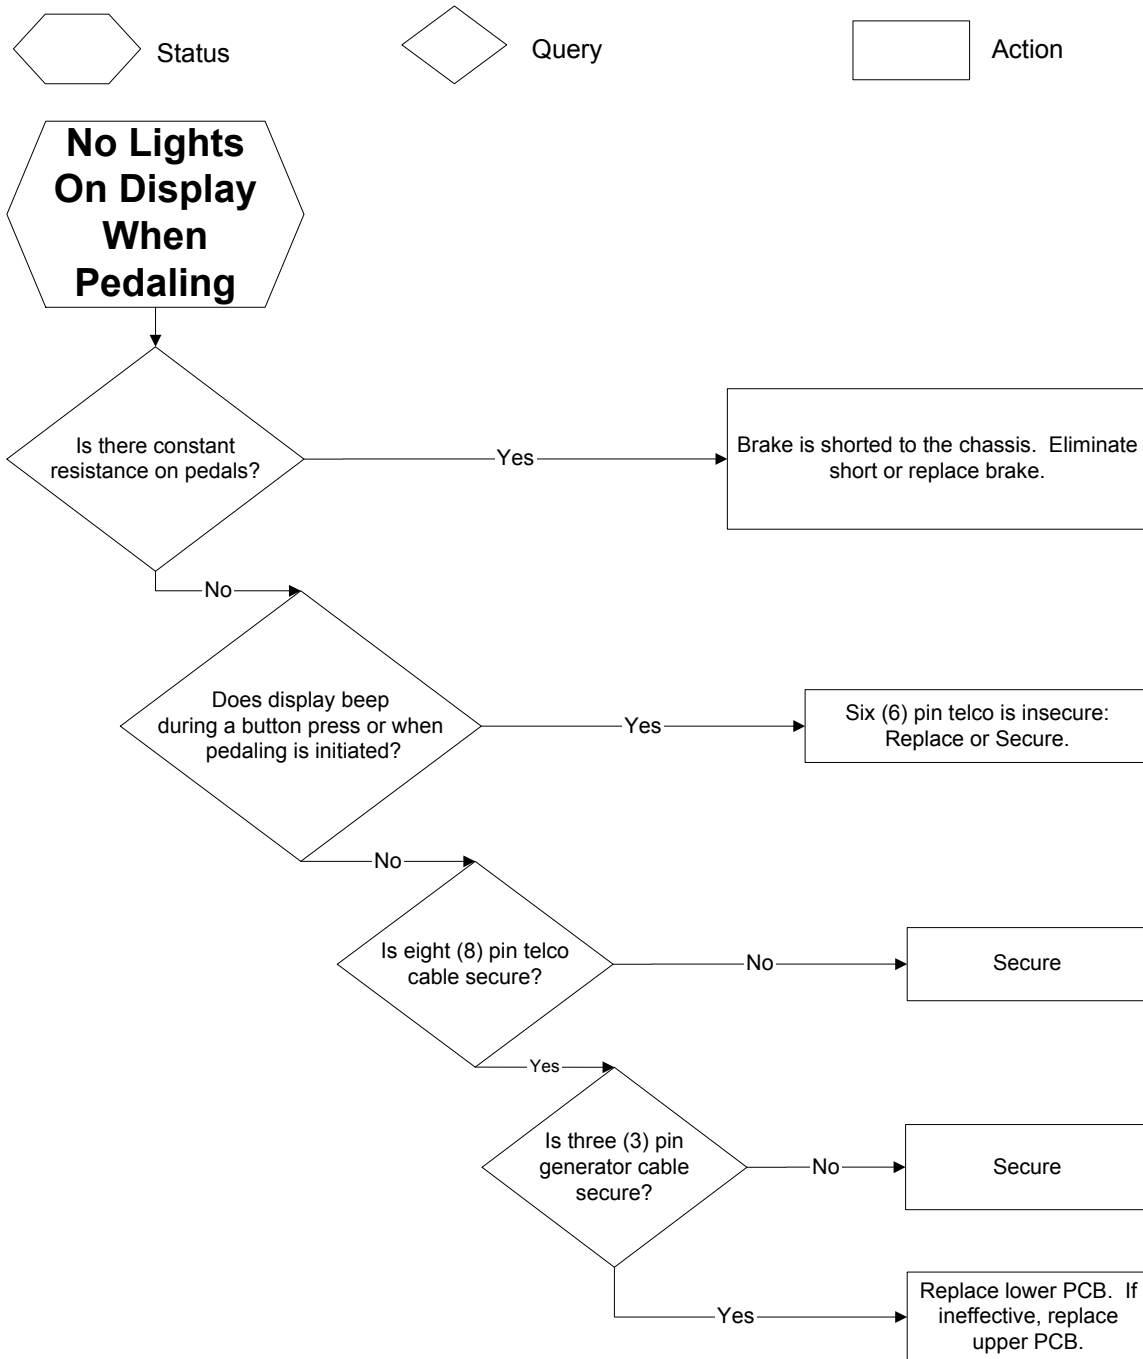 Status
Query
Action
No Lights
On Display
When
Pedaling
Is there constant
resistance on pedals?
Yes
Brake is shorted to the chassis.  Eliminate
short or replace brake.
No
Does display beep
during a button press or when
pedaling is initiated?
Yes
Six (6) pin telco is insecure:
Replace or Secure.
No
Is eight (8) pin telco
cable secure?
No
Secure
Yes
Is three (3) pin
generator cable
secure?
No
Secure
Yes
Replace lower PCB.  If
ineffective, replace
upper PCB.